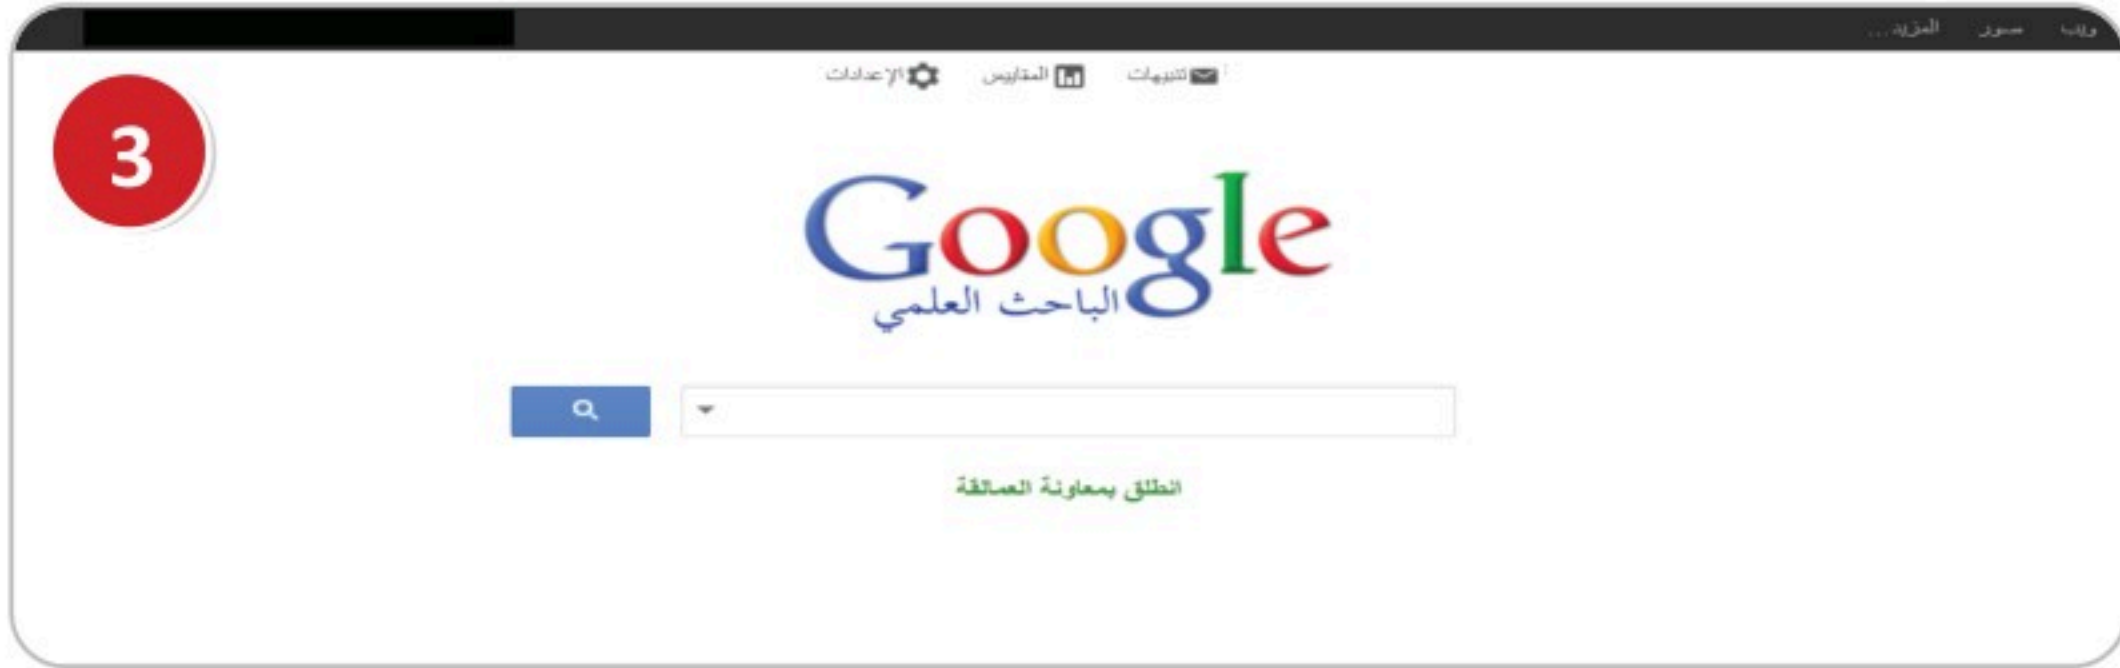 ويب صور المزيد...
تنبيهات المقاييس الإعدادات
3
Google
الباحث العلمي
انطلق بمعاونة العمالقة